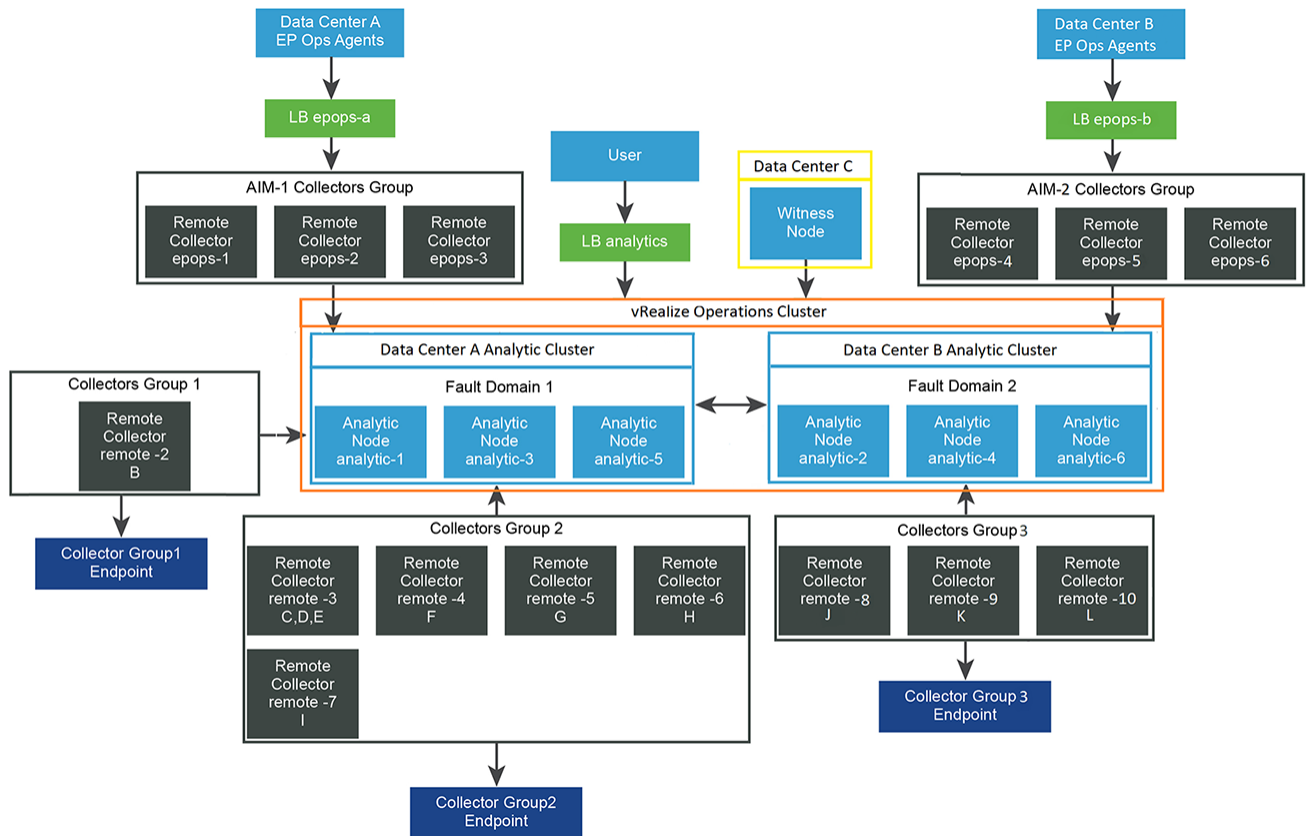 Data Center A
EP Ops Agents
Data Center B
EP Ops Agents
LB epops-a
LB epops-b
User
Data Center C
Witness
Node
LB analytics
AIM-1 Collectors Group
Remote
Collector
epops-1
Remote
Collector
epops-2
Remote
Collector
epops-3
AIM-2 Collectors Group
Remote
Collector
epops-4
Remote
Collector
epops-5
Remote
Collector
epops-6
vRealize Operations Cluster
Data Center A Analytic Cluster
Fault Domain 1
Analytic
Node
analytic-1
Analytic
Node
analytic-3
Analytic
Node
analytic-5
Data Center B Analytic Cluster
Fault Domain 2
Analytic
Node
analytic-2
Analytic
Node
analytic-4
Analytic
Node
analytic-6
Collectors Group 1
Remote
Collector
remote -2
B
Collector Group1
Endpoint
Collectors Group 2
Remote
Collector
remote -3
C,D,E
Remote
Collector
remote -4
F
Remote
Collector
remote -5
G
Remote
Collector
remote -6
H
Remote
Collector
remote -7
I
Collector Group2
Endpoint
Collectors Group 3
Remote
Collector
remote -8
J
Remote
Collector
remote -9
K
Remote
Collector
remote -10
L
Collector Group 3
Endpoint